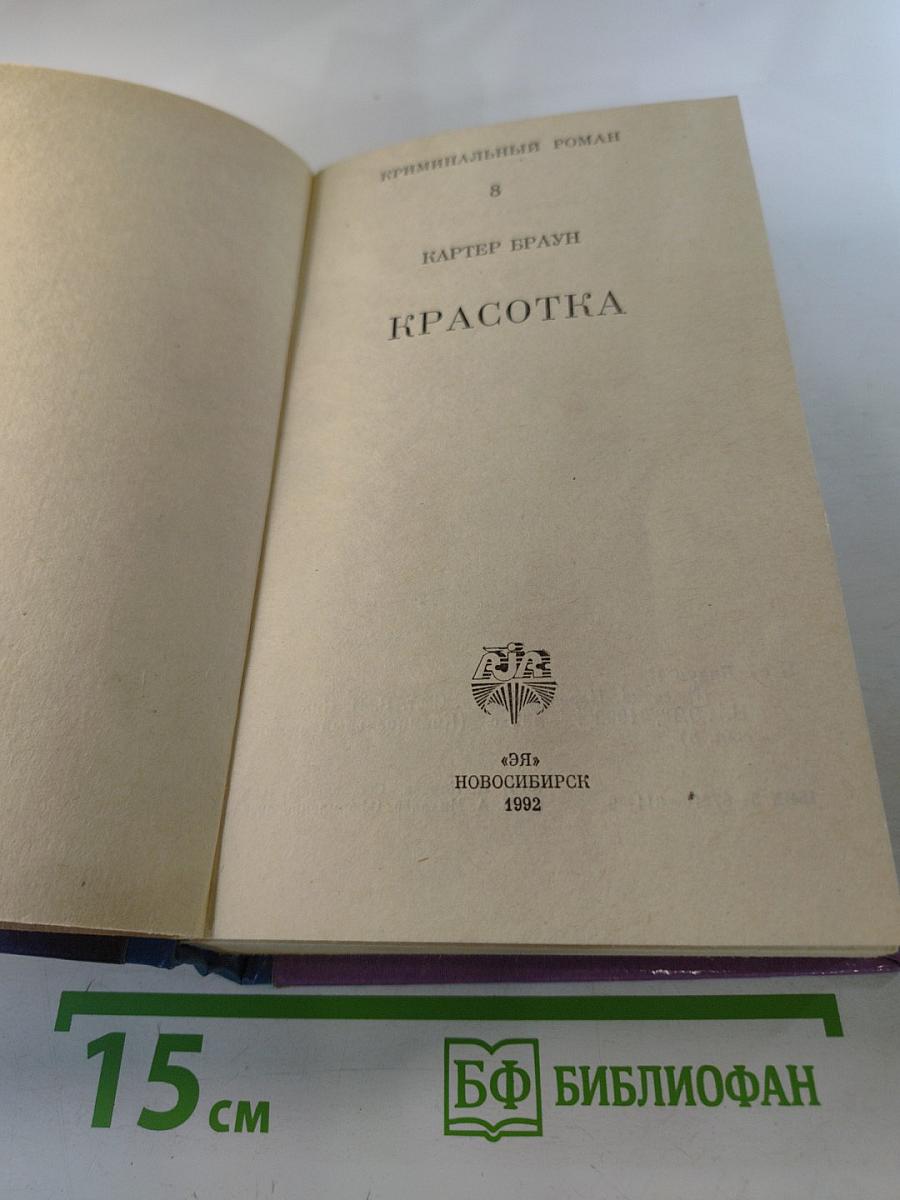 КРИМИНАЛЬНЫЙ РОМАН
8
КАРТЕР БРАУН
КРАСОТКА
«ЭЯ»
НОВОСИБИРСК
1992
15 см
БФ БИБЛИОФАН